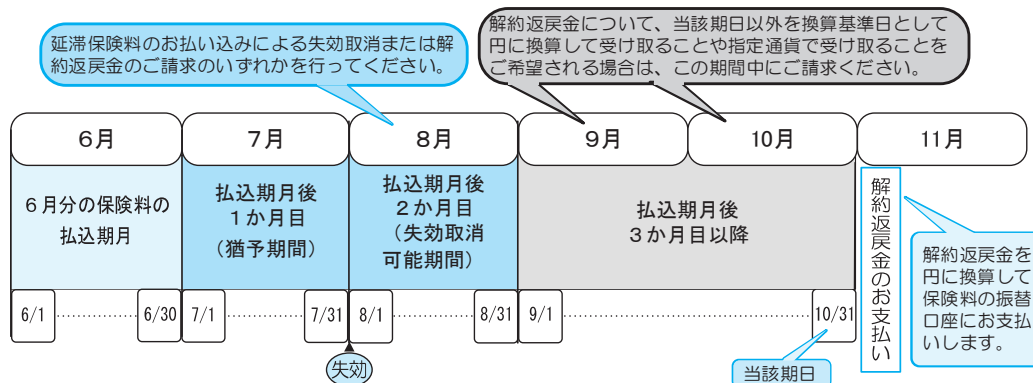 延滞保険料のお払い込みによる失効取消または解
約返戻金のご請求のいずれかを行ってください。
解約返戻金について、当該期日以外を換算基準日として
円に換算して受け取ることや指定通貨で受け取ることを
ご希望される場合は、この期間中にご請求ください。
6月
7月
8月
9月
10月
11月
6月分の保険料の
払込期月
払込期月後
1か月目
(猶予期間)
払込期月後
2か月目
(失効取消
可能期間)
払込期月後
3か月目以降
解約返戻金のお支払い
解約返戻金を
円に換算して
保険料の振替
口座にお支払
いします。
6/1
6/30
7/1
7/31
8/1
8/31
9/1
10/31
失効
当該期日